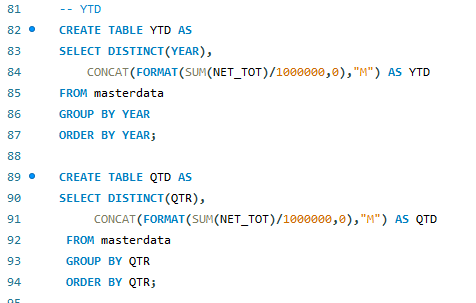 81 -- YTD
82 CREATE TABLE YTD AS
83 SELECT DISTINCT(YEAR),
84 CONCAT(FORMAT(SUM(NET_TOT)/1000000,0),"M") AS YTD
85 FROM masterdata
86 GROUP BY YEAR
87 ORDER BY YEAR;
88
89 CREATE TABLE QTD AS
90 SELECT DISTINCT(QTR),
91 CONCAT(FORMAT(SUM(NET_TOT)/1000000,0),"M") AS QTD
92 FROM masterdata
93 GROUP BY QTR
94 ORDER BY QTR;
95